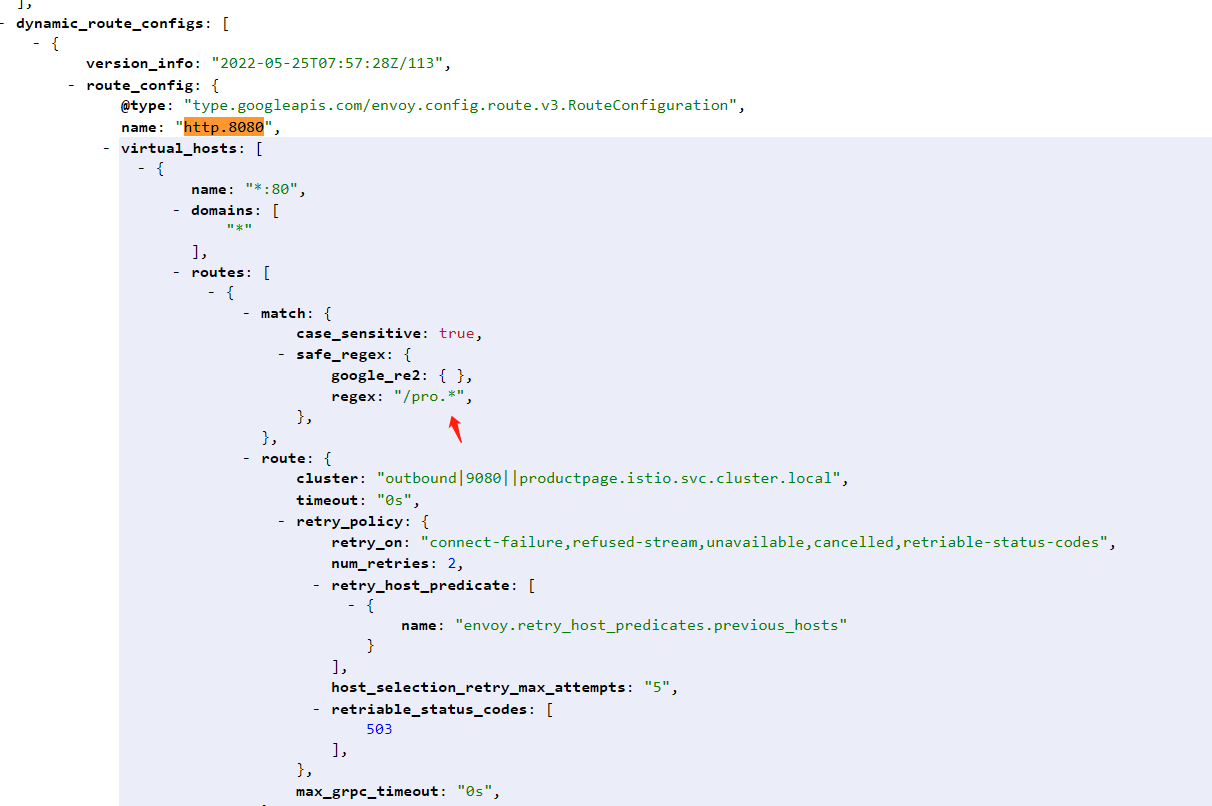 ],
- dynamic_route_configs: [
- {
version_info: "2022-05-25T07:57:28Z/113",
- route_config: {
@type: "type.googleapis.com/envoy.config.route.v3.RouteConfiguration",
name: "http.8080",
- virtual_hosts: [
- {
name: "*:80",
- domains: [
"*"
],
- routes: [
- {
- match: {
case_sensitive: true,
- safe_regex: {
google_re2: { },
regex: "/pro.*",
},
},
- route: {
cluster: "outbound|9080||productpage.istio.svc.cluster.local",
timeout: "0s",
- retry_policy: {
retry_on: "connect-failure,refused-stream,unavailable,cancelled,retriable-status-codes",
num_retries: 2,
- retry_host_predicate: [
- {
name: "envoy.retry_host_predicates.previous_hosts"
}
],
host_selection_retry_max_attempts: "5",
- retriable_status_codes: [
503
],
},
max_grpc_timeout: "0s",